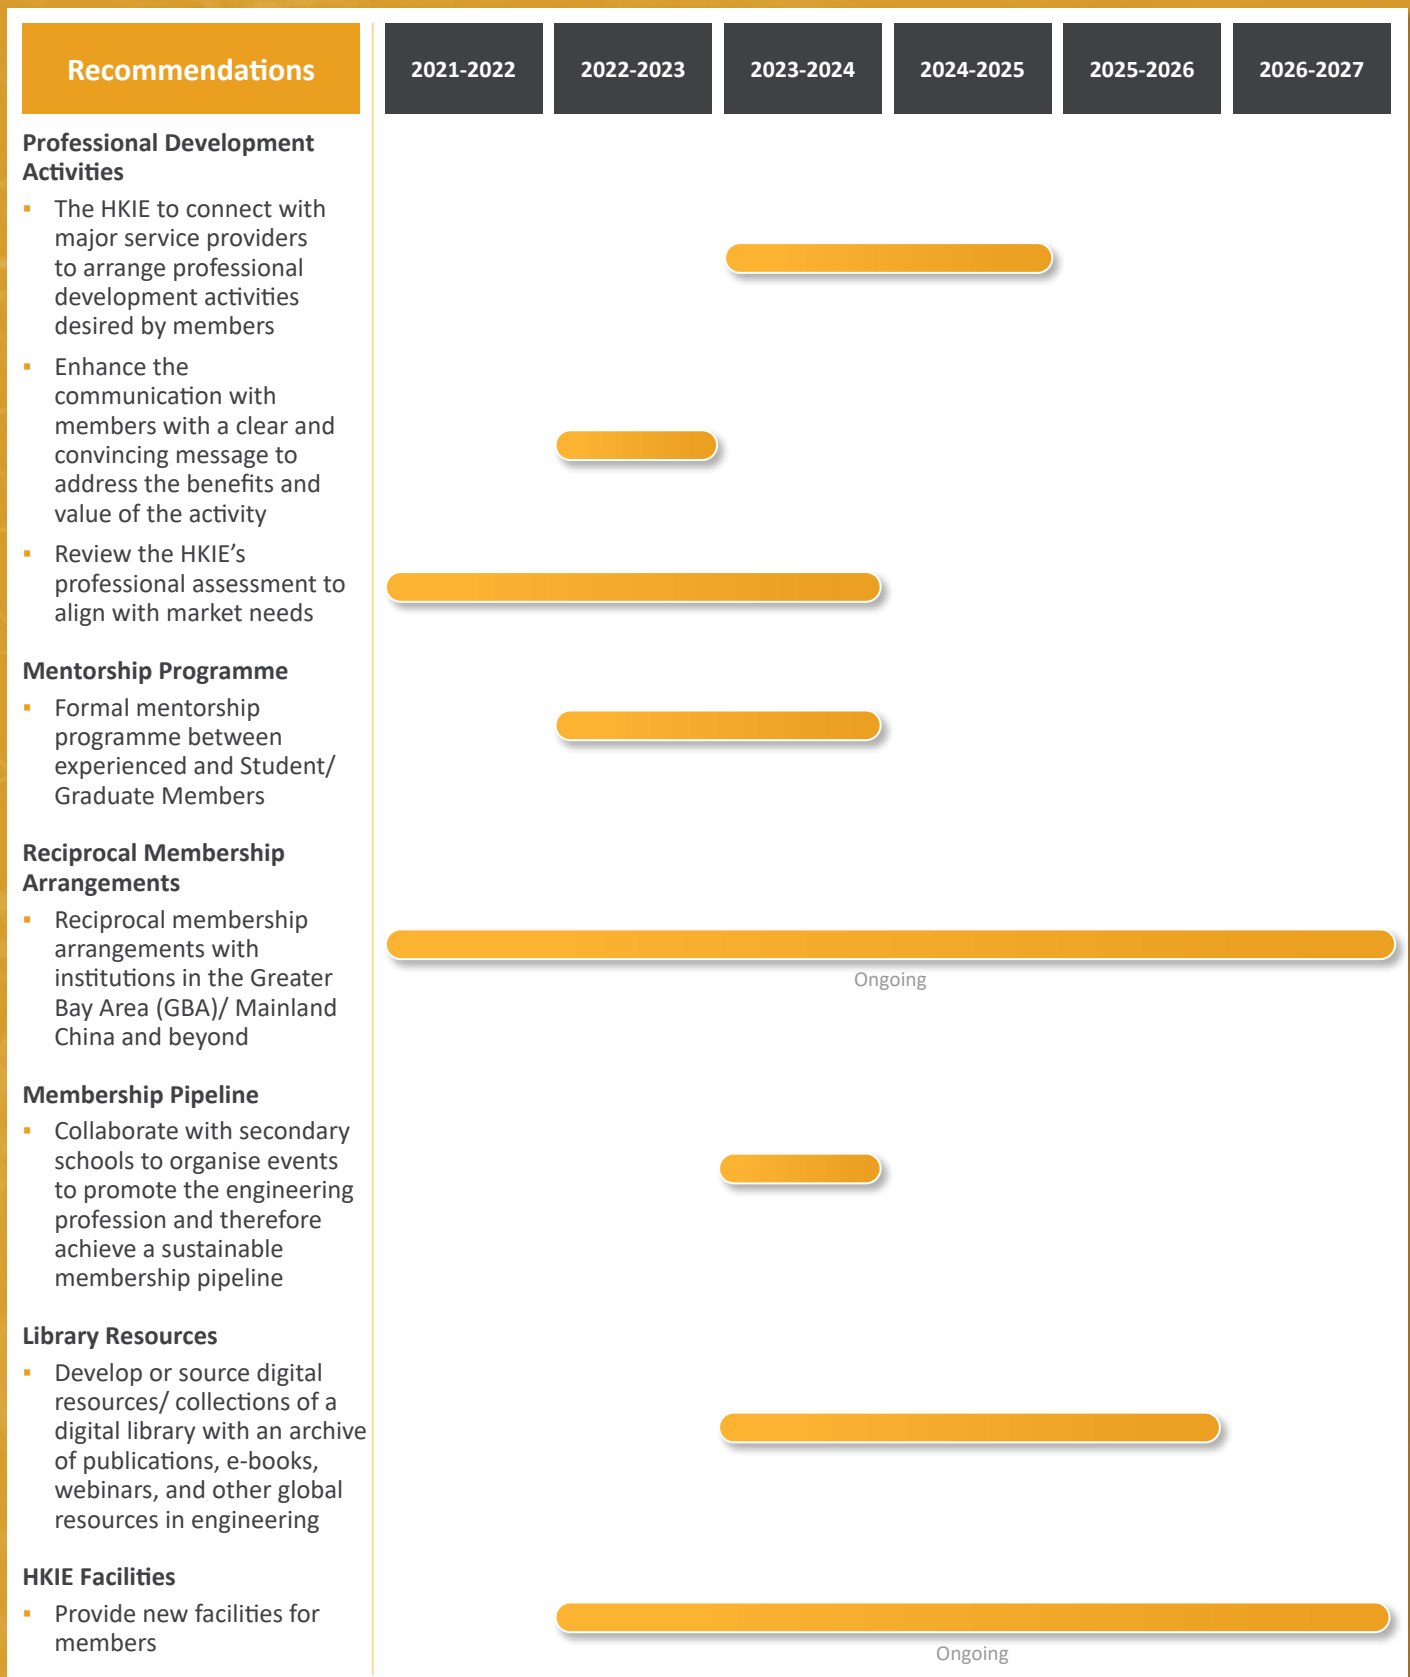 Recommendations
2021-2022
2022-2023
2023-2024
2024-2025
2025-2026
2026-2027
Professional Development
Activities
▪ The HKIE to connect with
major service providers
to arrange professional
development activities
desired by members
▪ Enhance the
communication with
members with a clear and
convincing message to
address the benefits and
value of the activity
▪ Review the HKIE’s
professional assessment to
align with market needs
Mentorship Programme
▪ Formal mentorship
programme between
experienced and Student/
Graduate Members
Reciprocal Membership
Arrangements
▪ Reciprocal membership
arrangements with
institutions in the Greater
Bay Area (GBA)/ Mainland
China and beyond
Ongoing
Membership Pipeline
▪ Collaborate with secondary
schools to organise events
to promote the engineering
profession and therefore
achieve a sustainable
membership pipeline
Library Resources
▪ Develop or source digital
resources/ collections of a
digital library with an archive
of publications, e-books,
webinars, and other global
resources in engineering
HKIE Facilities
▪ Provide new facilities for
members
Ongoing